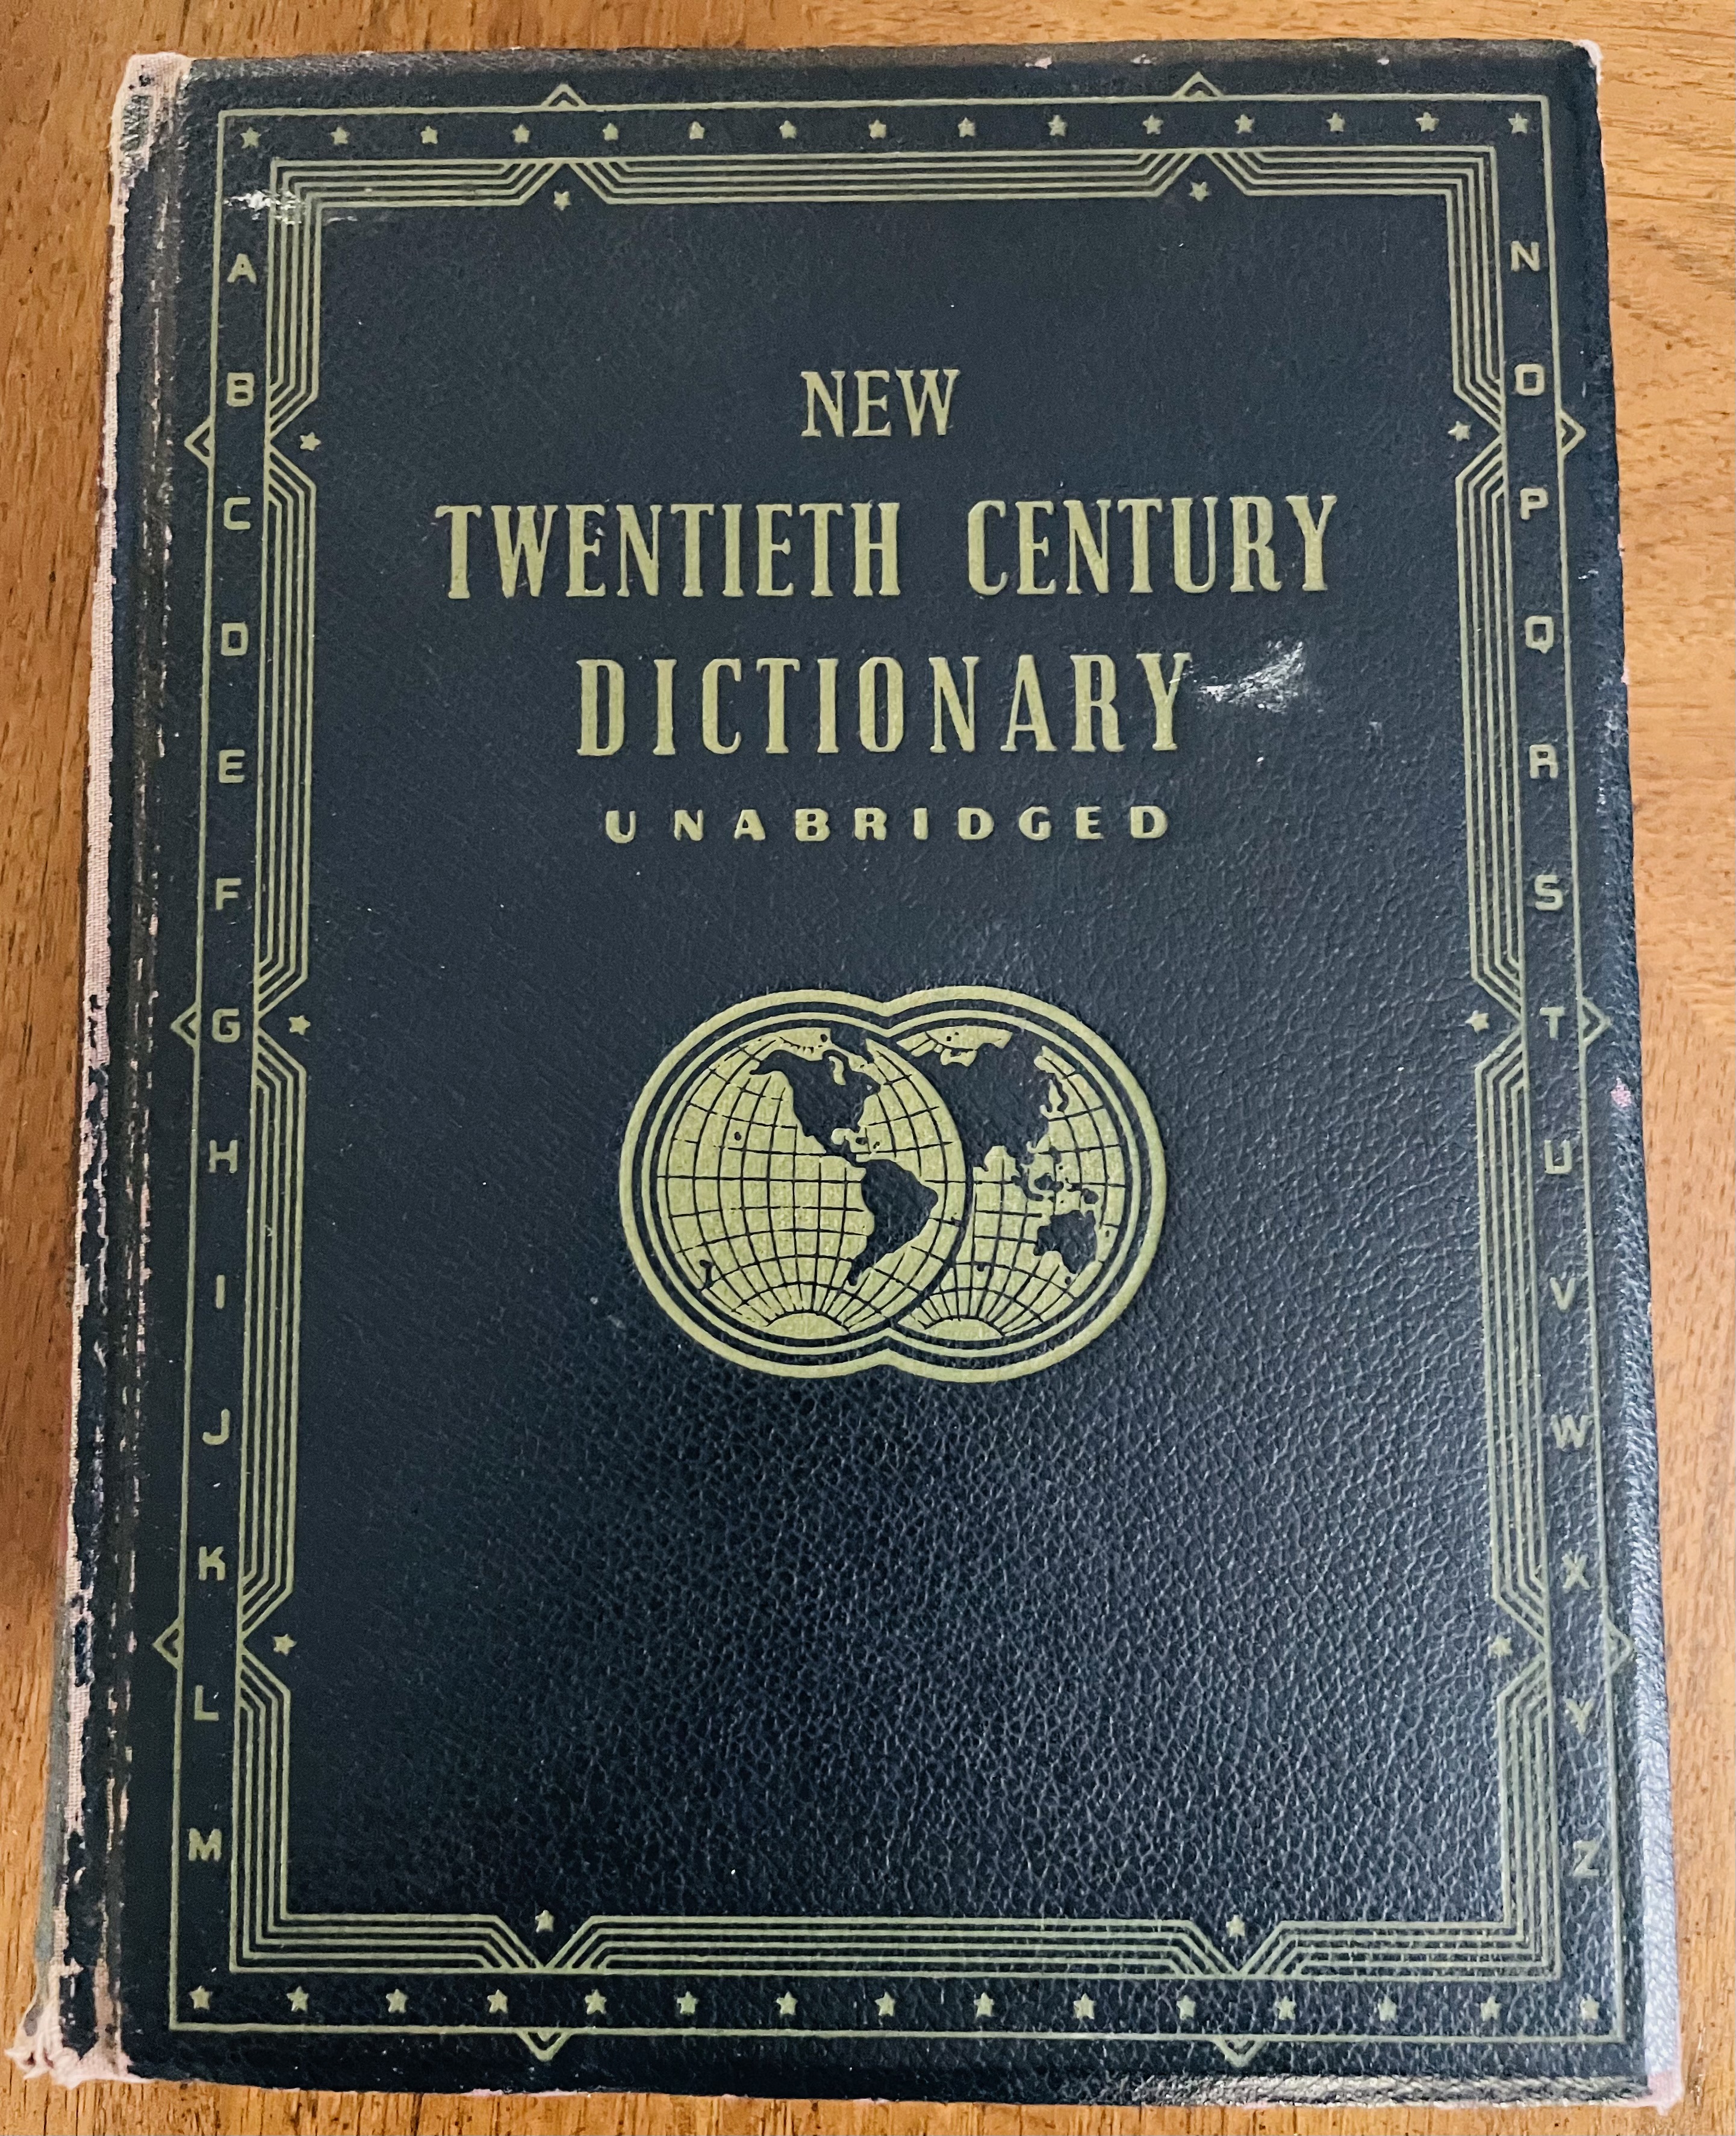 NEW
TWENTIETH CENTURY
DICTIONARY
UNABRIDGED
A
B
C
D
E
F
G
H
I
J
K
L
M
N
O
P
Q
R
S
T
U
V
W
X
Y
Z